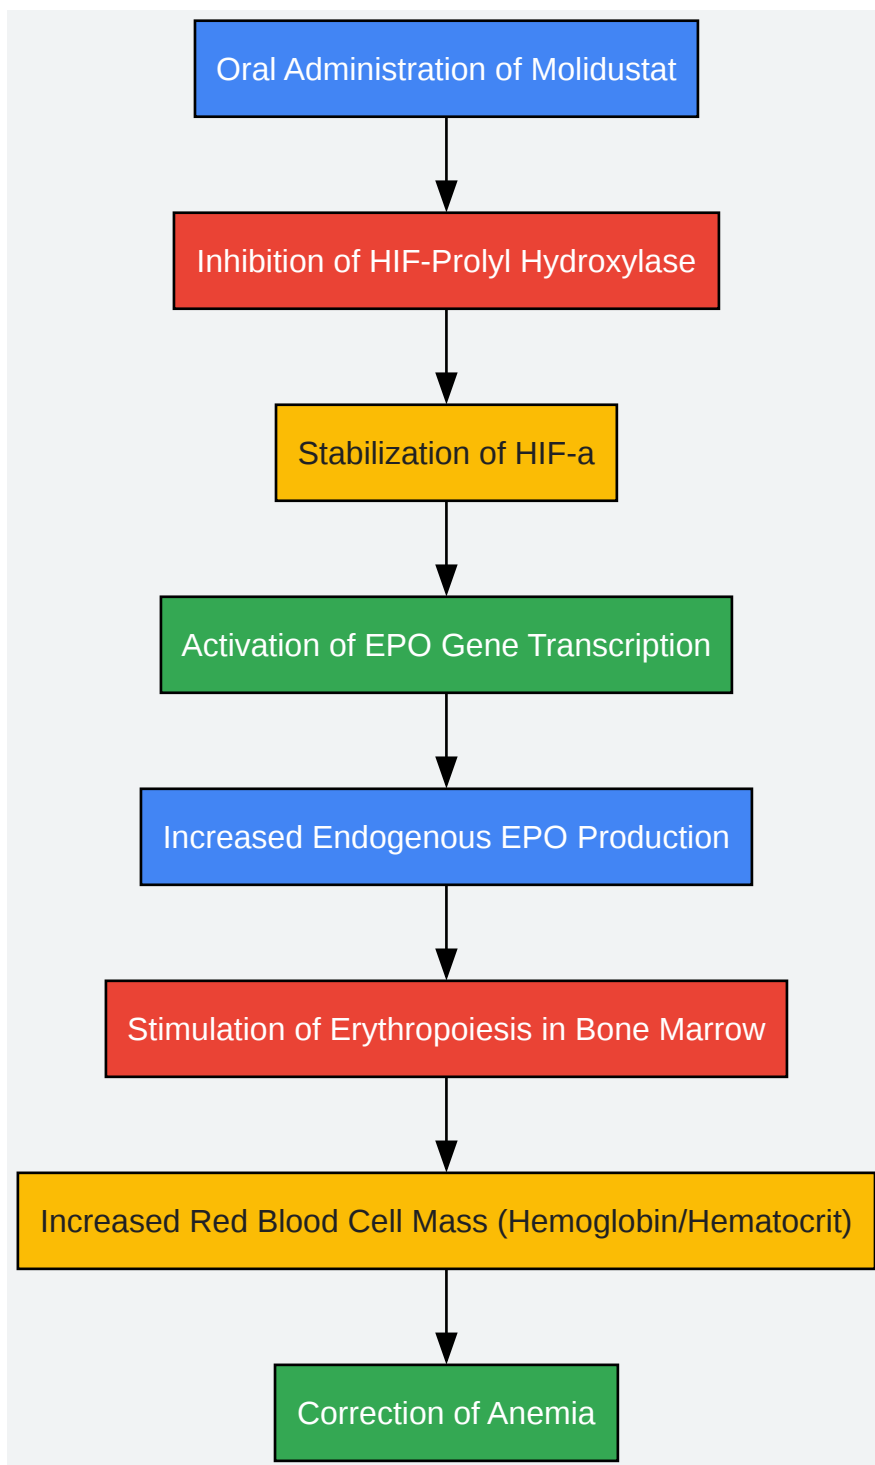 Oral Administration of Molidustat
Inhibition of HIF-Prolyl Hydroxylase
Stabilization of HIF-a
Activation of EPO Gene Transcription
Increased Endogenous EPO Production
Stimulation of Erythropoiesis in Bone Marrow
Increased Red Blood Cell Mass (Hemoglobin/Hematocrit)
Correction of Anemia